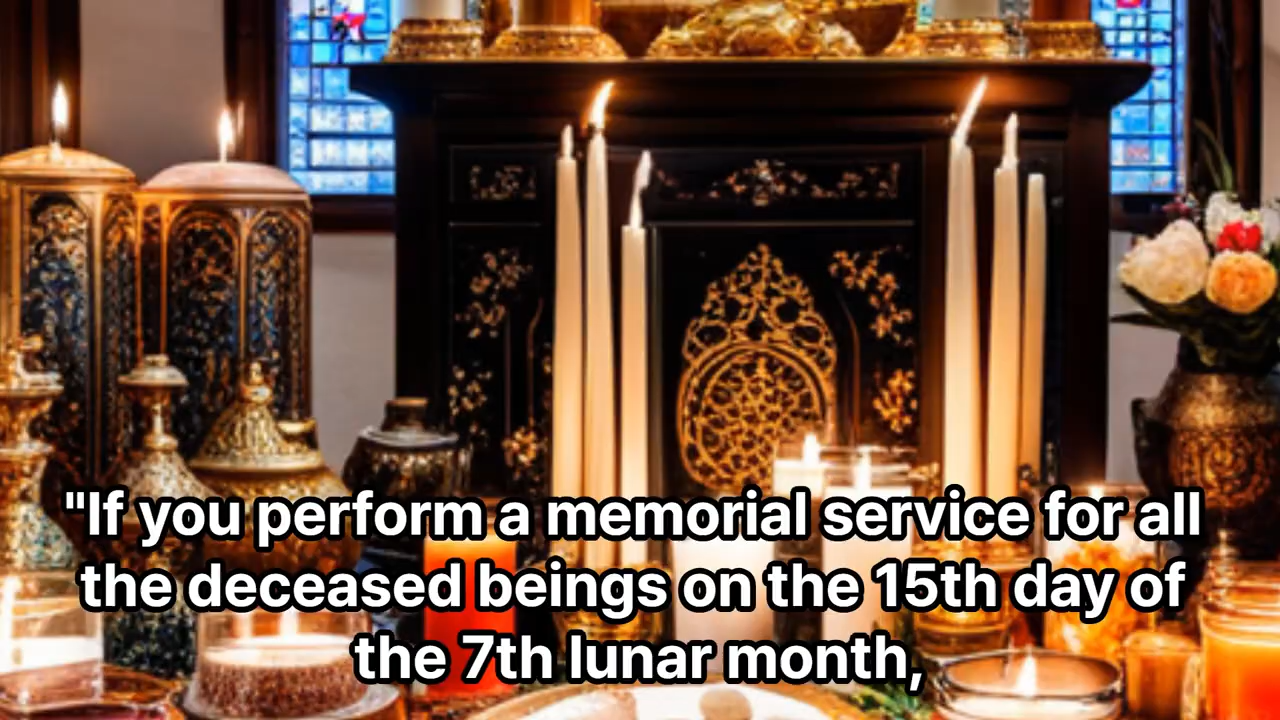 "If you perform a memorial service for all
the deceased beings on the 15th day of
the 7th lunar month,